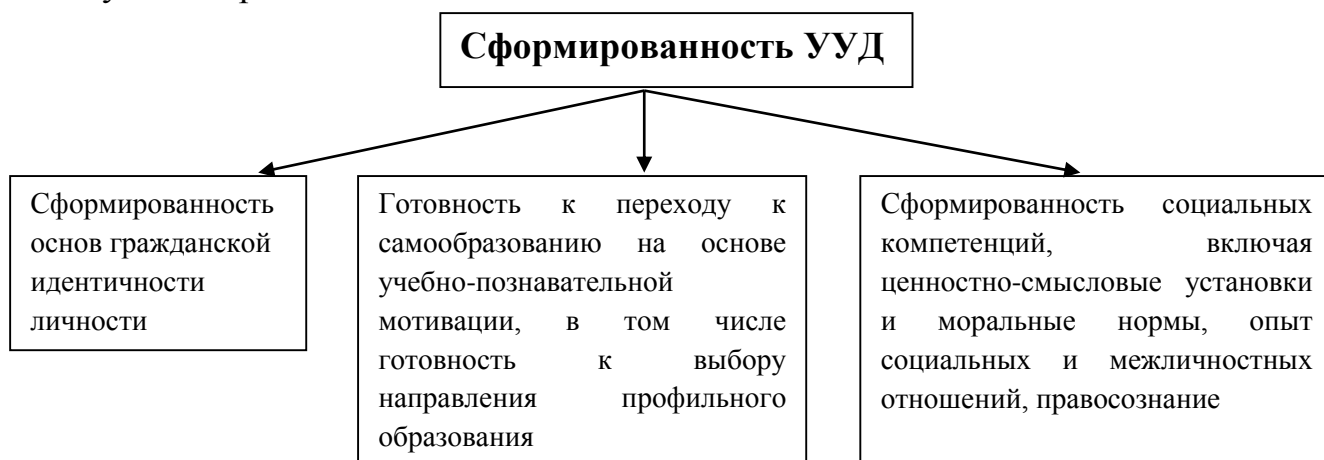 Сформированность УУД
Сформированность
основ гражданской
идентичности
личности
Готовность к переходу к
самообразованию на основе
учебно-познавательной
мотивации, в том числе
готовность к выбору
направления профильного
образования
Сформированность социальных
компетенций, включая
ценностно-смысловые установки
и моральные нормы, опыт
социальных и межличностных
отношений, правосознание